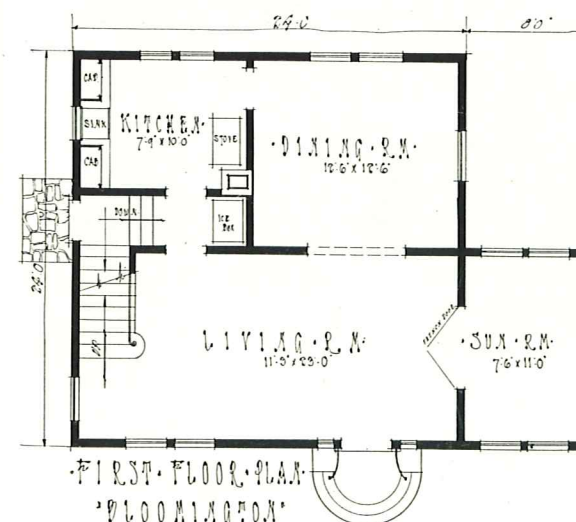 24'-0"
8'0"
CAB
SINK
CAB
KITCHEN
7'-9" x 10'0"
STOVE
·DINING·RM·
12'6" x 12'6"
DOWN
ICE
BOX
24'-0"
UP
LIVING·RM·
11'-3" x 23'-0"
FRENCH DOOR
·SUN·RM·
7'6" x 11'0"
·FIRST·FLOOR·PLAN·
"BLOOMINGTON"